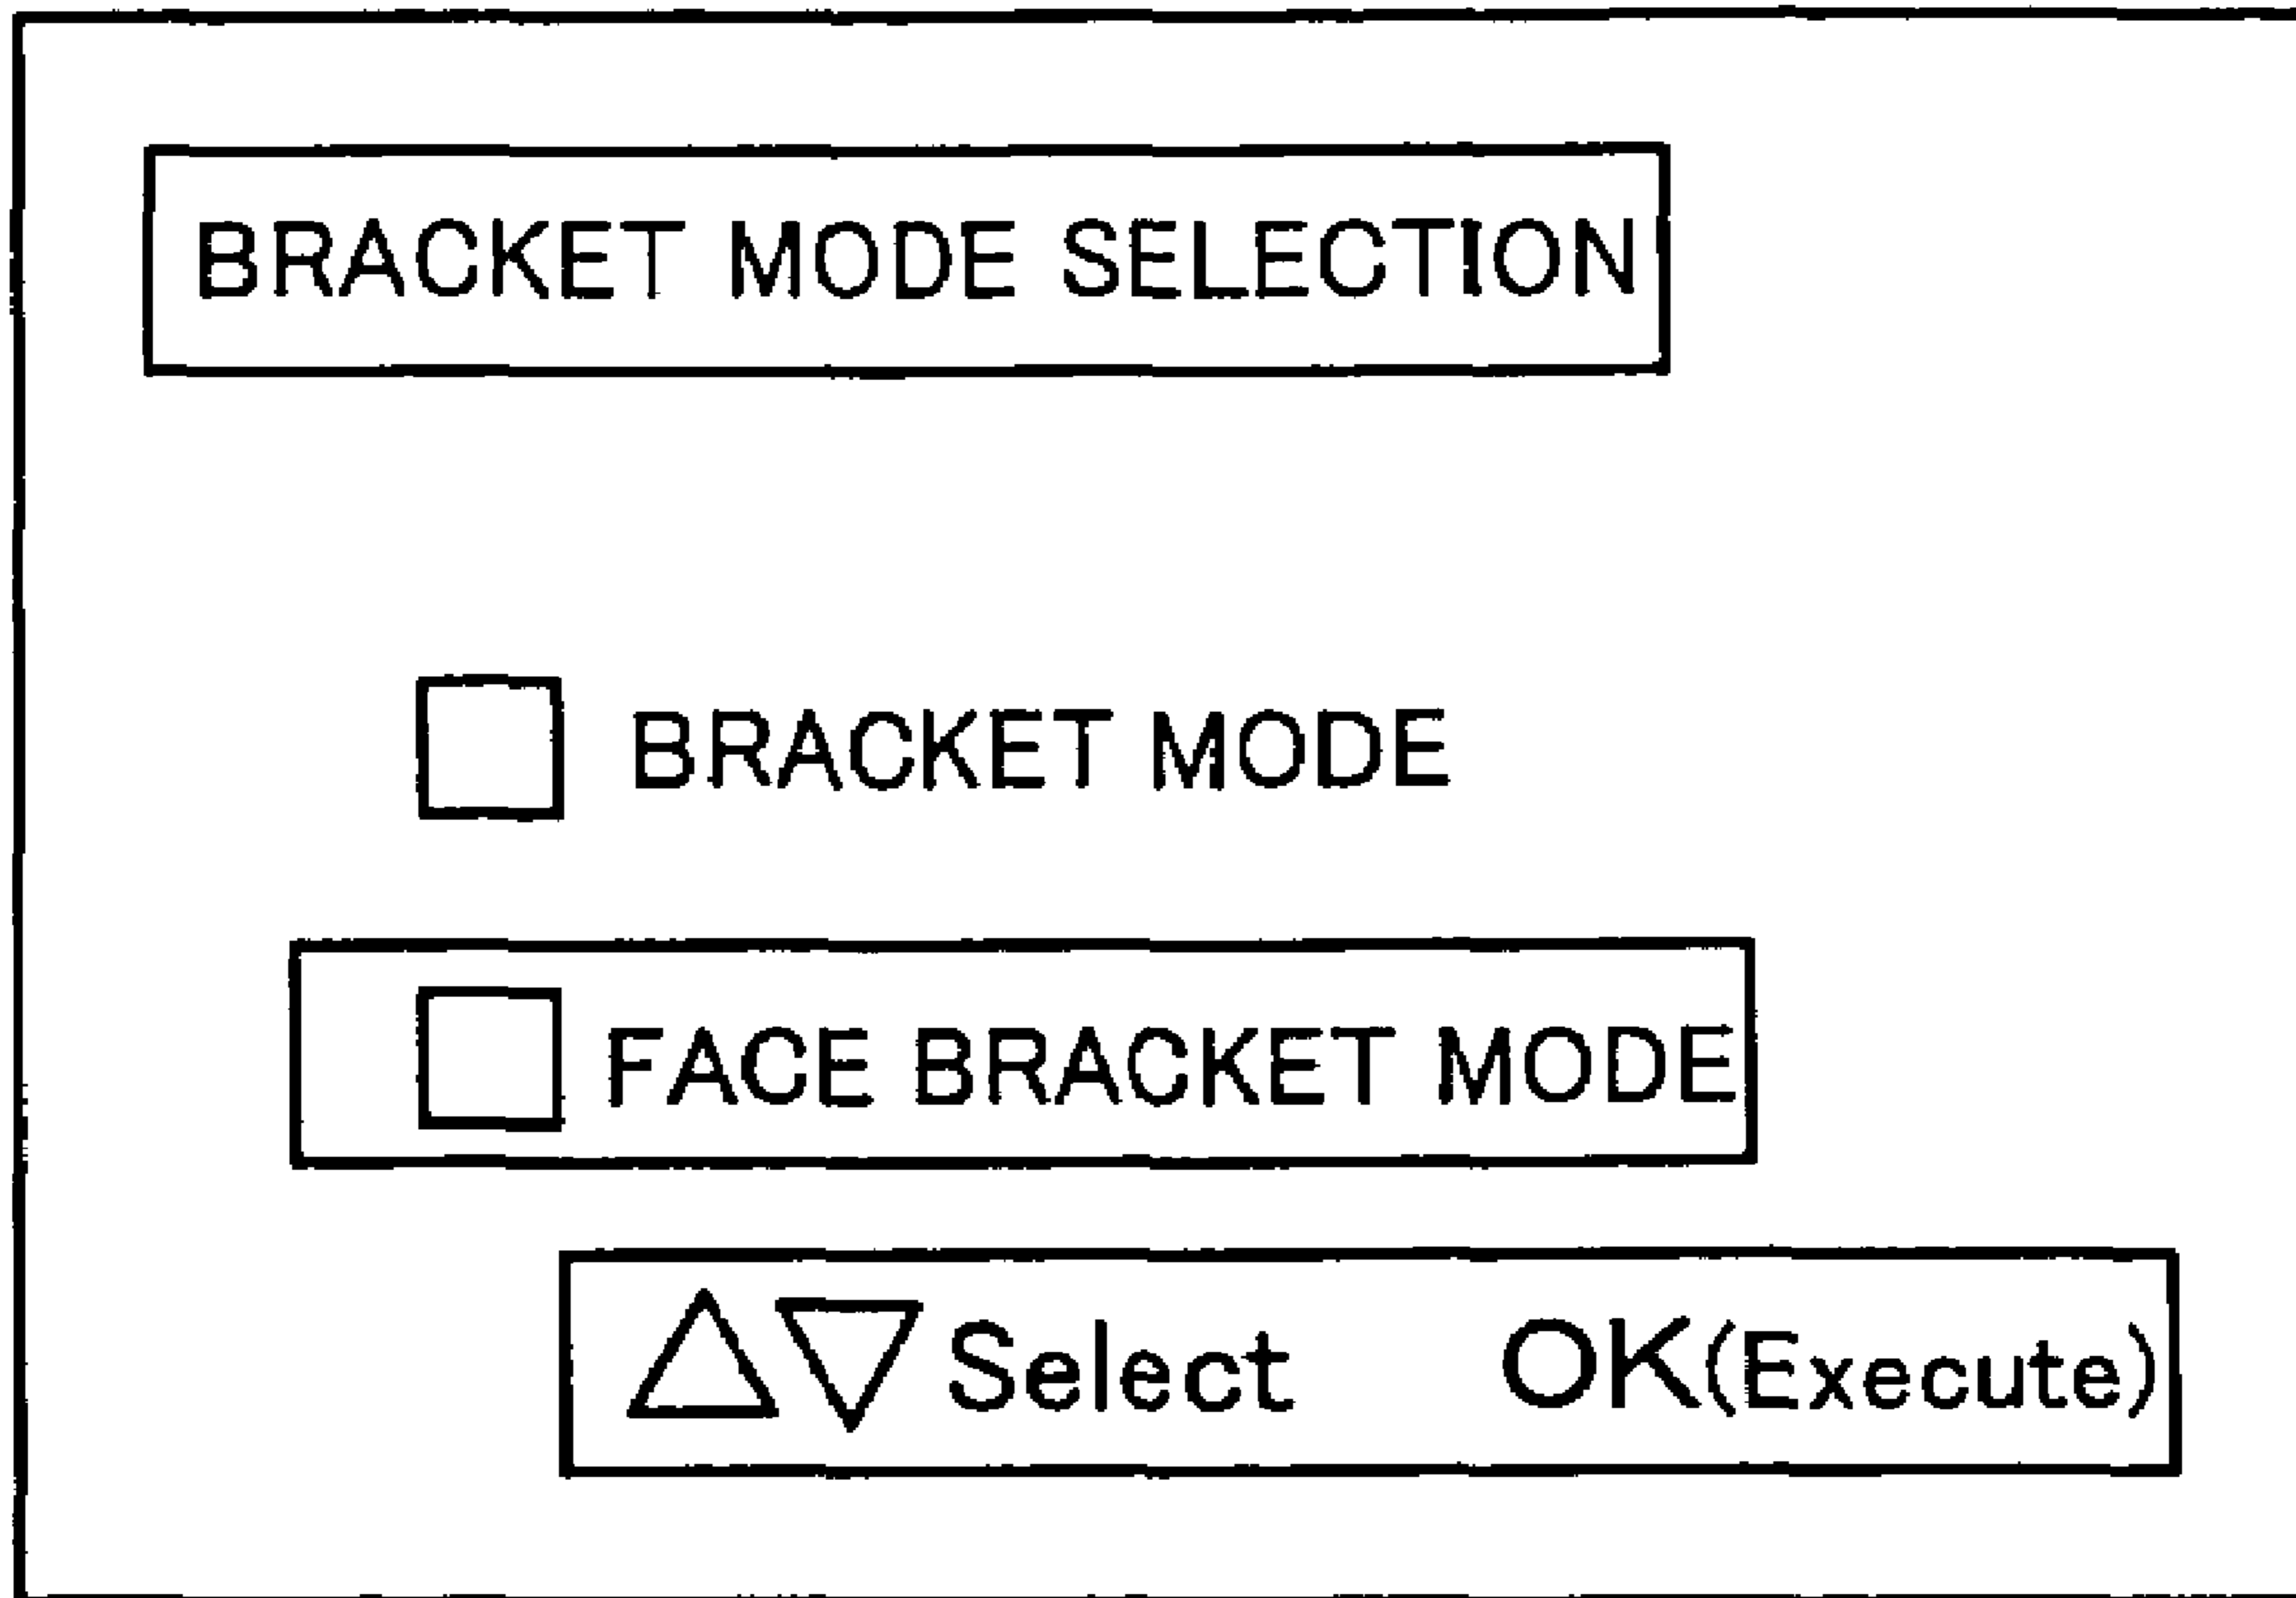 BRACKET MODE SELECTION
BRACKET MODE
FACE BRACKET MODE
△▽Select OK(Execute)